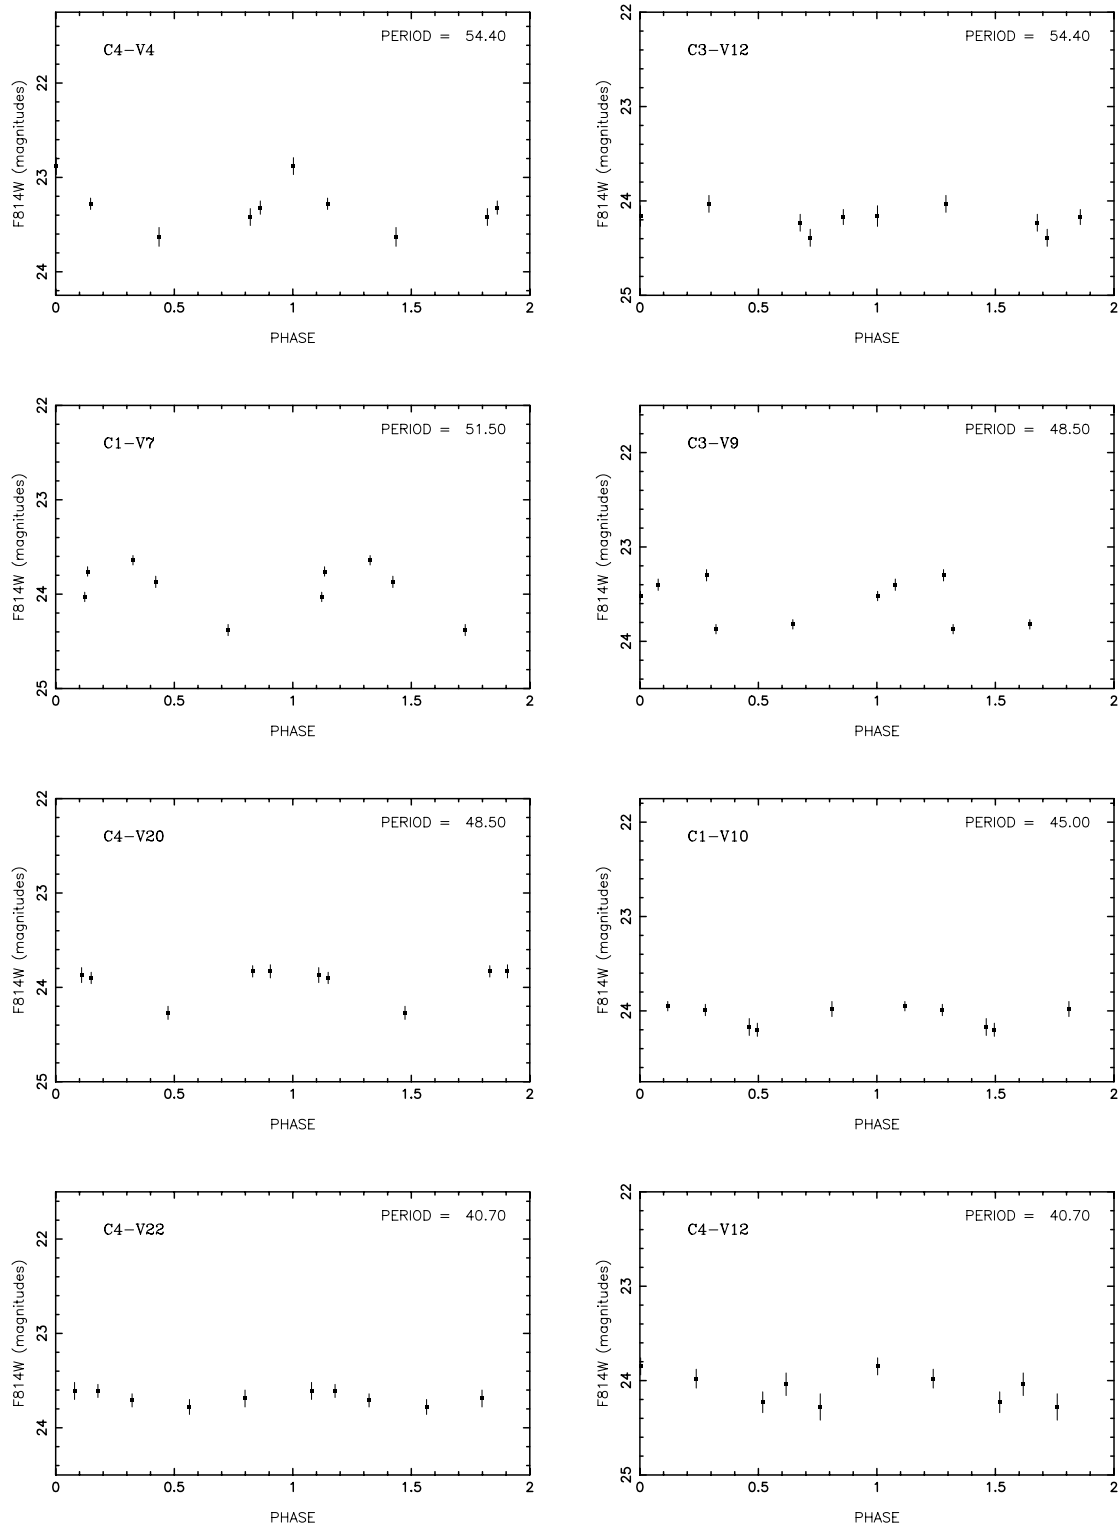 C4-V4
PERIOD = 54.40
22
23
24
F814W (magnitudes)
0 0.5 1 1.5 2
PHASE
C3-V12
PERIOD = 54.40
22
23
24
25
F814W (magnitudes)
0 0.5 1 1.5 2
PHASE
C1-V7
PERIOD = 51.50
22
23
24
25
F814W (magnitudes)
0 0.5 1 1.5 2
PHASE
C3-V9
PERIOD = 48.50
22
23
24
F814W (magnitudes)
0 0.5 1 1.5 2
PHASE
C4-V20
PERIOD = 48.50
22
23
24
25
F814W (magnitudes)
0 0.5 1 1.5 2
PHASE
C1-V10
PERIOD = 45.00
22
23
24
F814W (magnitudes)
0 0.5 1 1.5 2
PHASE
C4-V22
PERIOD = 40.70
22
23
24
F814W (magnitudes)
0 0.5 1 1.5 2
PHASE
C4-V12
PERIOD = 40.70
22
23
24
25
F814W (magnitudes)
0 0.5 1 1.5 2
PHASE